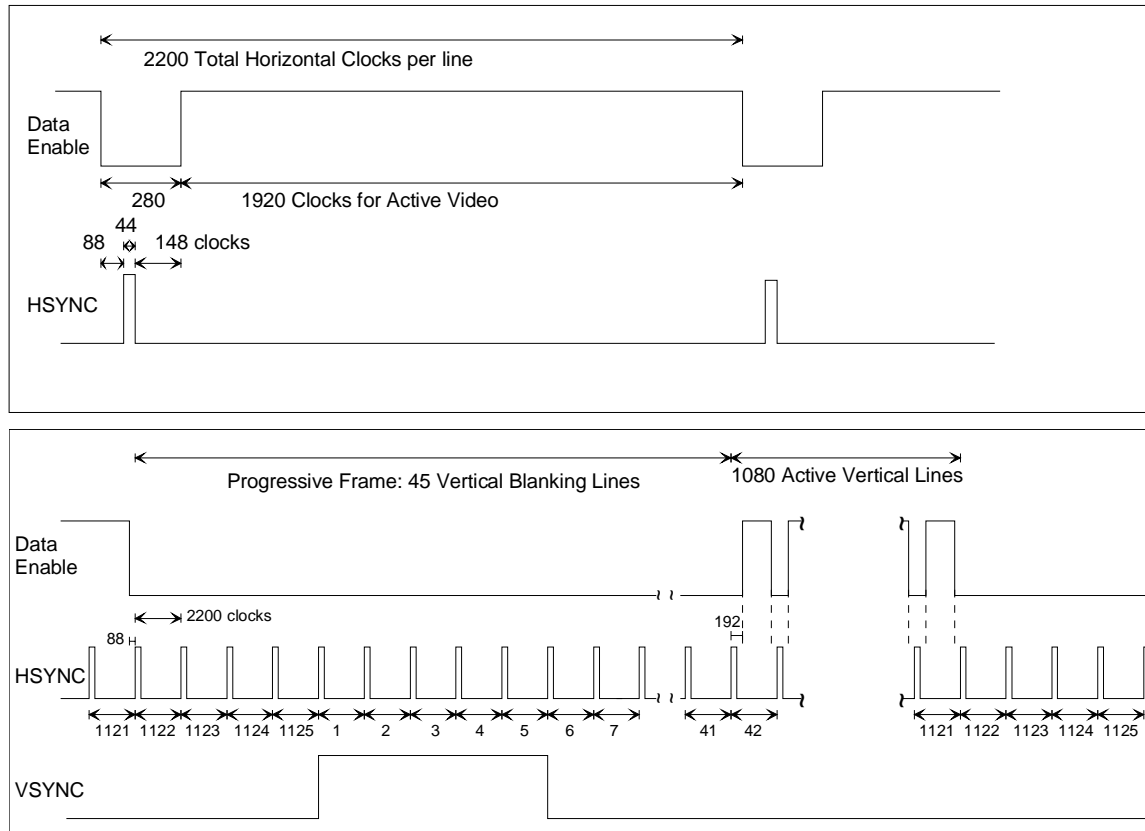 2200 Total Horizontal Clocks per line
Data
Enable
280
1920 Clocks for Active Video
44
88
148 clocks
HSYNC
Progressive Frame: 45 Vertical Blanking Lines
1080 Active Vertical Lines
Data
Enable
2200 clocks
88
192
HSYNC
1121 1122 1123 1124 1125 1 2 3 4 5 6 7 41 42 1121 1122 1123 1124 1125
VSYNC